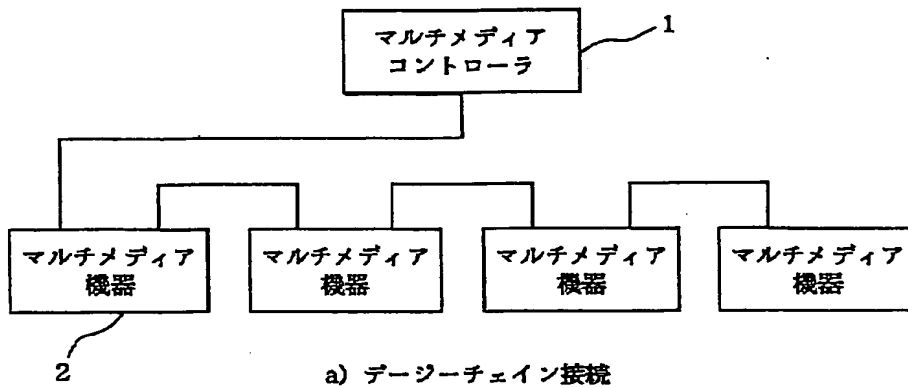 マルチメディア
コントローラ
1
マルチメディア
機器
マルチメディア
機器
マルチメディア
機器
マルチメディア
機器
2
a) デージーチェイン接続